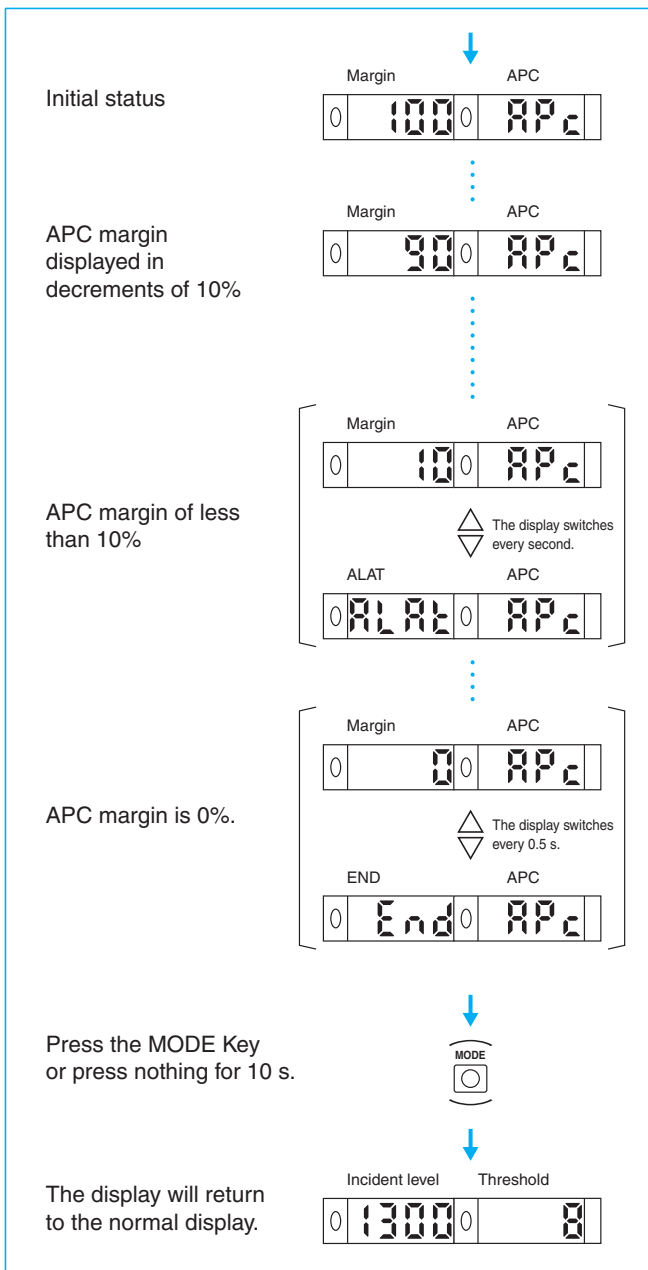 Margin APC
Initial status
100 APc
Margin APC
APC margin
displayed in
decrements of 10%
90 APc
Margin APC
10 APc
APC margin of less
than 10%
The display switches
every second.
ALAT APC
ALAt APc
Margin APC
0 APc
APC margin is 0%.
The display switches
every 0.5 s.
END APC
End APc
Press the MODE Key
or press nothing for 10 s.
MODE
Incident level Threshold
The display will return
to the normal display.
1300 8